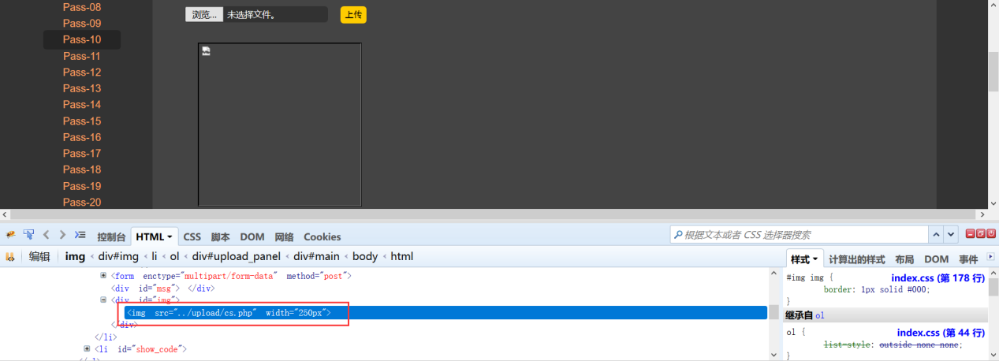 Pass-08
Pass-09
Pass-10
Pass-11
Pass-12
Pass-13
Pass-14
Pass-15
Pass-16
Pass-17
Pass-18
Pass-19
Pass-20
浏览... 未选择文件。 上传
控制台 HTML CSS 脚本 DOM 网络 Cookies
根据文本或者 CSS 选择器搜索
编辑 img < div#img < li < ol < div#upload_panel < div#main < body < html
<form enctype="multipart/form-data" method="post">
<div id="msg"> </div>
<div id="img">
<img src="../upload/cs.php" width="250px">
</div>
</li>
<li id="show_code">
样式 计算出的样式 布局 DOM 事件
#img img { index.css (第 178 行)
border: 1px solid #000;
}
继承自 ol
ol { index.css (第 44 行)
list-style: outside none none;
}